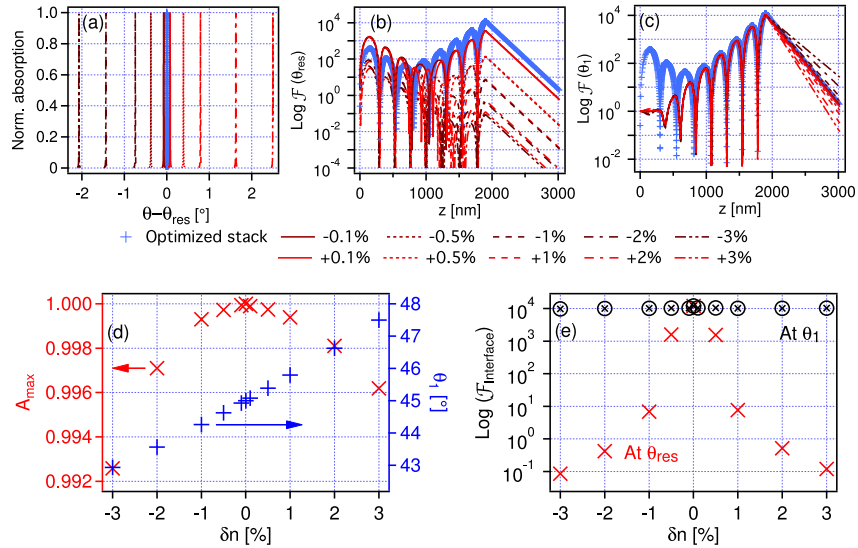 (a)
Norm. absorption
1.0
0.8
0.6
0.4
0.2
0.0
-2 -1 0 1 2
θ−θres [°]
(b)
Log ℱ (θres)
10⁴
10²
10⁰
10⁻²
10⁻⁴
0 1000 2000 3000
z [nm]
(c)
Log ℱ (θ1)
10⁴
10²
10⁰
10⁻²
0 1000 2000 3000
z [nm]
+ Optimized stack
-0.1% -0.5% -1% -2% -3%
+0.1% +0.5% +1% +2% +3%
(d)
Amax
1.000
0.998
0.996
0.994
0.992
48
47
46
45
44
43
θ1 [°]
-3 -2 -1 0 1 2 3
δn [%]
(e)
Log (ℱInterface)
10⁴
10³
10²
10¹
10⁰
10⁻¹
At θ1
At θres
-3 -2 -1 0 1 2 3
δn [%]